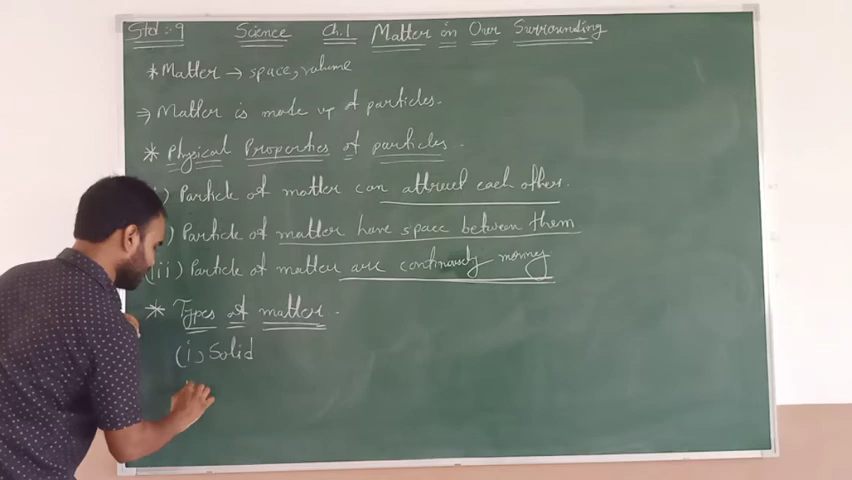 Std : 9 Science Ch.1 Matter in Our Surrounding
* Matter → space, volume
⇒ Matter is made up of particles.
* Physical Properties of particles.
) Particle of matter can attract each other.
) Particle of matter have space between them
(iii) Particle of matter are continuously moving
* Types of matter.
(i) Solid